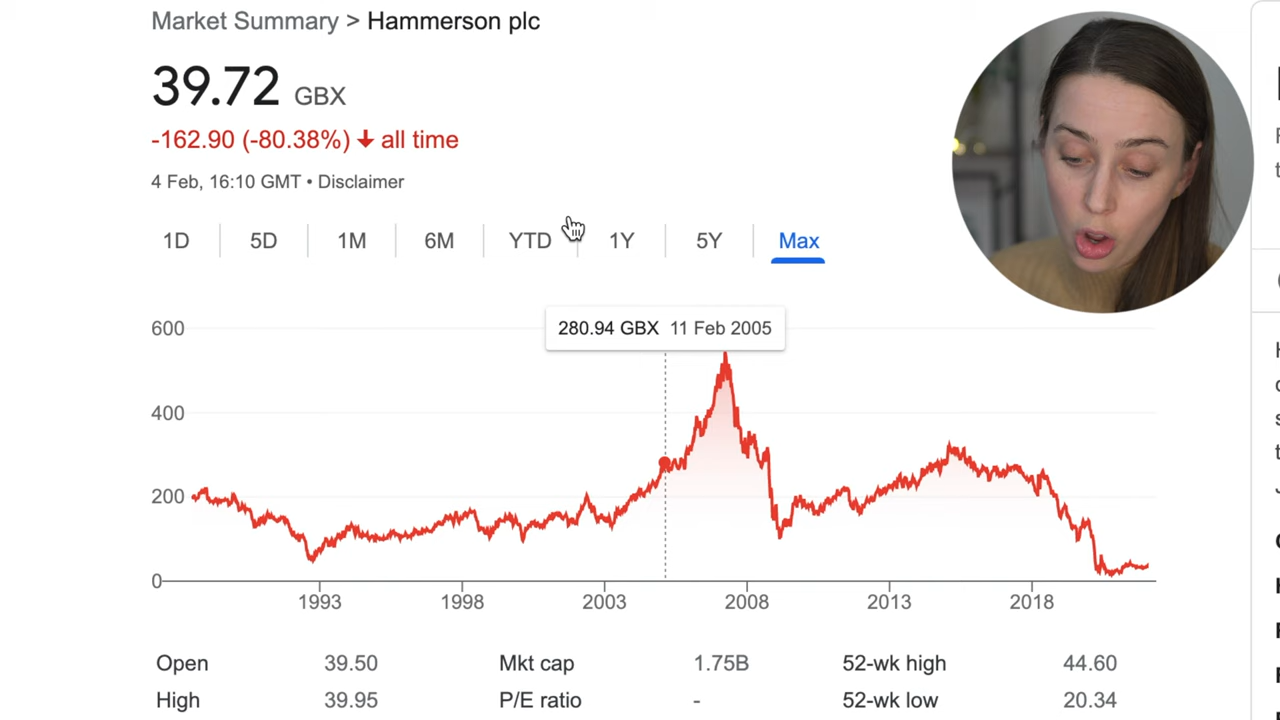 Market Summary > Hammerson plc
39.72 GBX
-162.90 (-80.38%) ↓ all time
4 Feb, 16:10 GMT • Disclaimer
1D 5D 1M 6M YTD 1Y 5Y Max
280.94 GBX 11 Feb 2005
600
400
200
0
1993 1998 2003 2008 2013 2018
Open 39.50 Mkt cap 1.75B 52-wk high 44.60
High 39.95 P/E ratio - 52-wk low 20.34